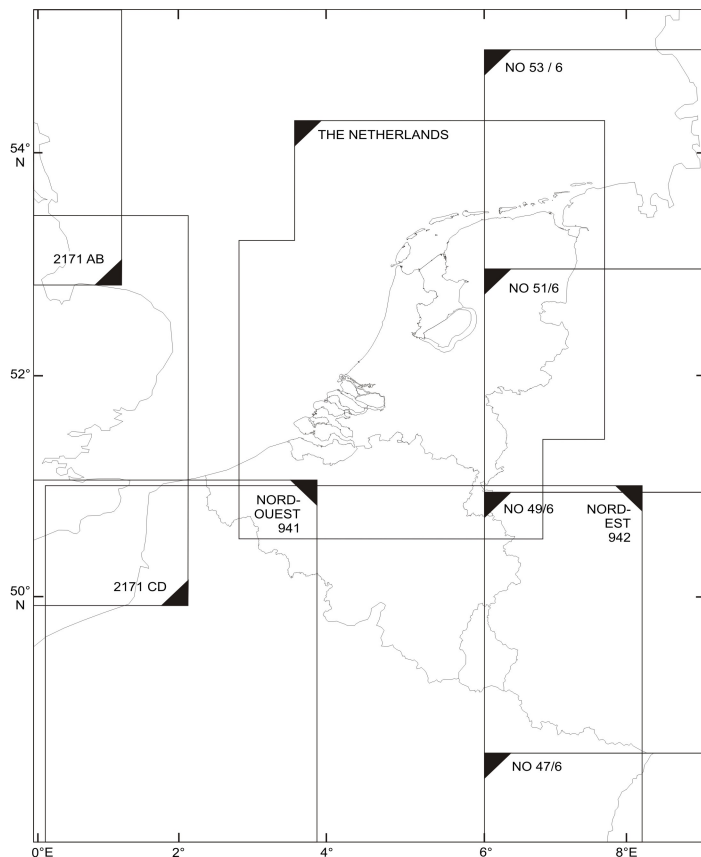 NO 53 / 6
THE NETHERLANDS
54°
N
2171 AB
NO 51/6
52°
NORD-
OUEST
941
NO 49/6
NORD-
EST
942
2171 CD
50°
N
NO 47/6
0°E
2°
4°
6°
8°E